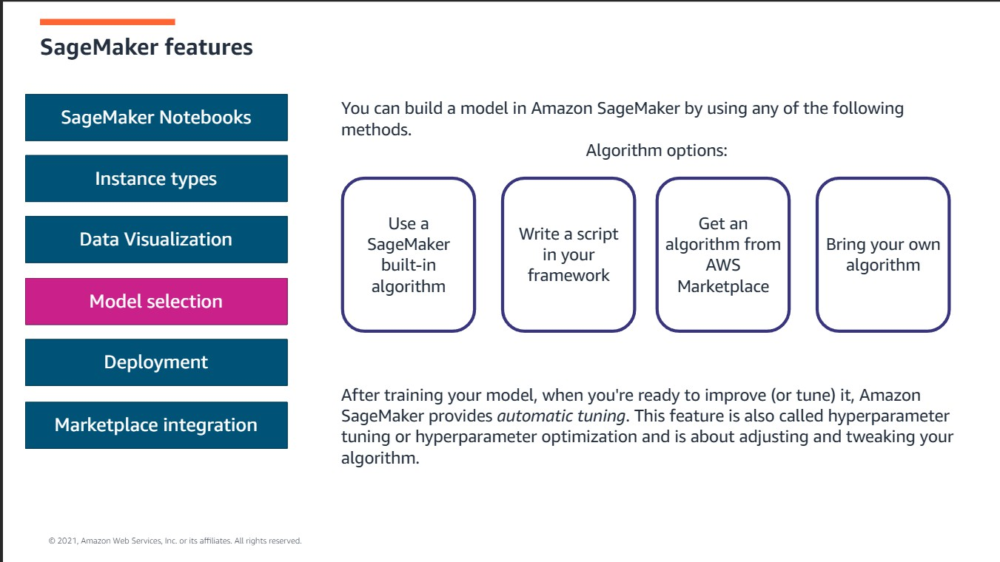 SageMaker features
SageMaker Notebooks
Instance types
Data Visualization
Model selection
Deployment
Marketplace integration
You can build a model in Amazon SageMaker by using any of the following
methods.
Algorithm options:
Use a
SageMaker
built-in
algorithm
Write a script
in your
framework
Get an
algorithm from
AWS
Marketplace
Bring your own
algorithm
After training your model, when you're ready to improve (or tune) it, Amazon
SageMaker provides automatic tuning. This feature is also called hyperparameter
tuning or hyperparameter optimization and is about adjusting and tweaking your
algorithm.
© 2021, Amazon Web Services, Inc. or its affiliates. All rights reserved.